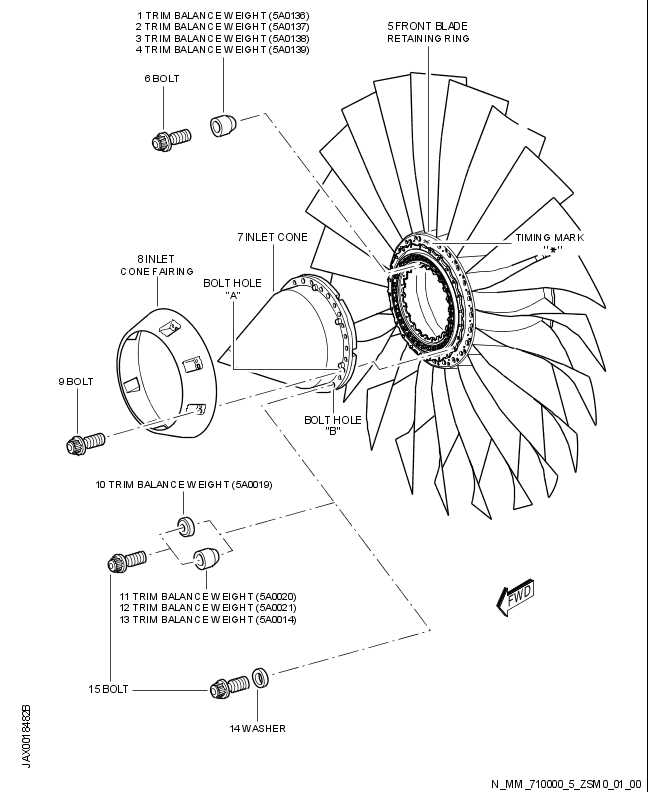 1 TRIM BALANCE WEIGHT (5A0136)
2 TRIM BALANCE WEIGHT (5A0137)
3 TRIM BALANCE WEIGHT (5A0138)
4 TRIM BALANCE WEIGHT (5A0139)
5 FRONT BLADE
RETAINING RING
6 BOLT
7 INLET CONE
TIMING MARK
"*"
8 INLET
CONE FAIRING
BOLT HOLE
"A"
9 BOLT
BOLT HOLE
"B"
10 TRIM BALANCE WEIGHT (5A0019)
11 TRIM BALANCE WEIGHT (5A0020)
12 TRIM BALANCE WEIGHT (5A0021)
13 TRIM BALANCE WEIGHT (5A0014)
FWD
15 BOLT
14 WASHER
JAX0018482B
N_MM_710000_5_ZSM0_01_00